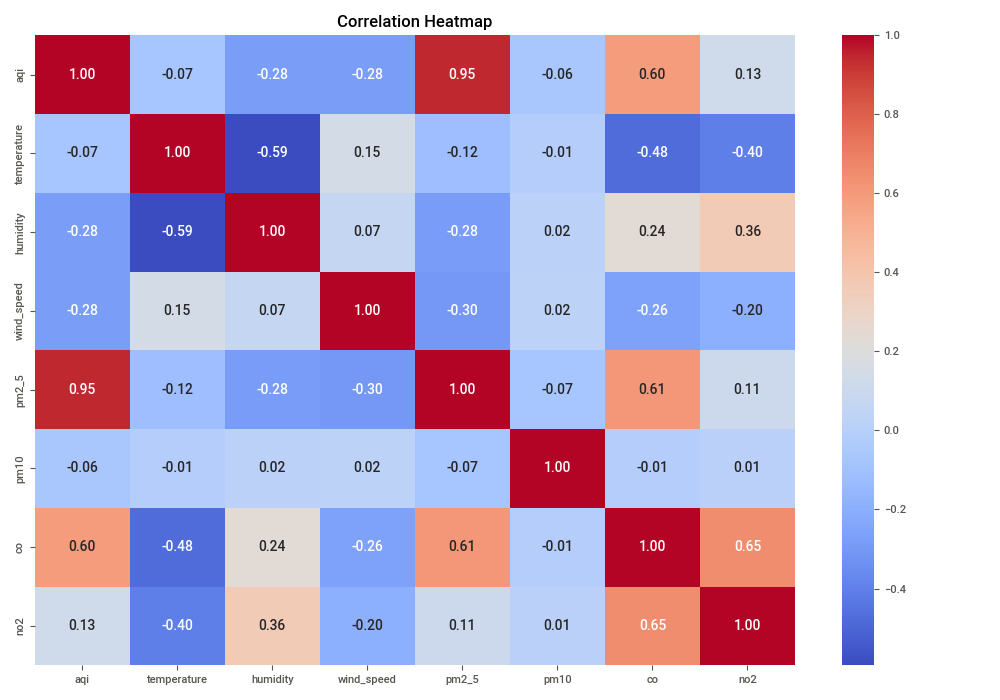 Correlation Heatmap
aqi 1.00 -0.07 -0.28 -0.28 0.95 -0.06 0.60 0.13
temperature -0.07 1.00 -0.59 0.15 -0.12 -0.01 -0.48 -0.40
humidity -0.28 -0.59 1.00 0.07 -0.28 0.02 0.24 0.36
wind_speed -0.28 0.15 0.07 1.00 -0.30 0.02 -0.26 -0.20
pm2_5 0.95 -0.12 -0.28 -0.30 1.00 -0.07 0.61 0.11
pm10 -0.06 -0.01 0.02 0.02 -0.07 1.00 -0.01 0.01
co 0.60 -0.48 0.24 -0.26 0.61 -0.01 1.00 0.65
no2 0.13 -0.40 0.36 -0.20 0.11 0.01 0.65 1.00
aqi temperature humidity wind_speed pm2_5 pm10 co no2
1.0
0.8
0.6
0.4
0.2
0.0
−0.2
−0.4